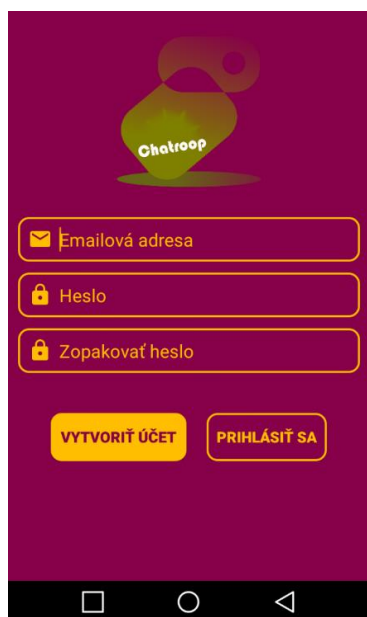 Chatroop
Emailová adresa
Heslo
Zopakovať heslo
VYTVORIŤ ÚČET
PRIHLÁSIŤ SA